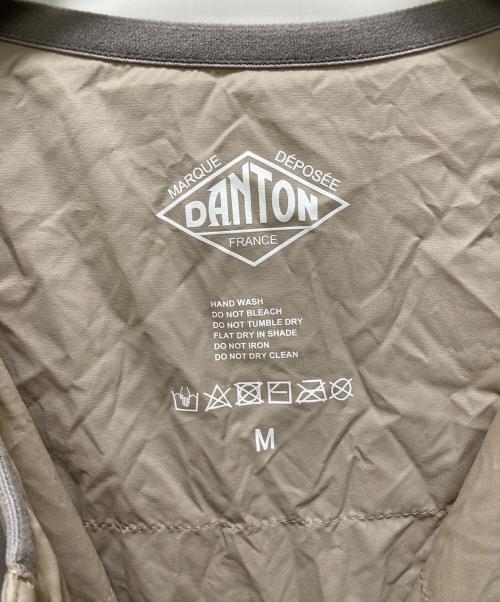 MARQUE DÉPOSÉE
DANTON
FRANCE
HAND WASH
DO NOT BLEACH
DO NOT TUMBLE DRY
FLAT DRY IN SHADE
DO NOT IRON
DO NOT DRY CLEAN
M